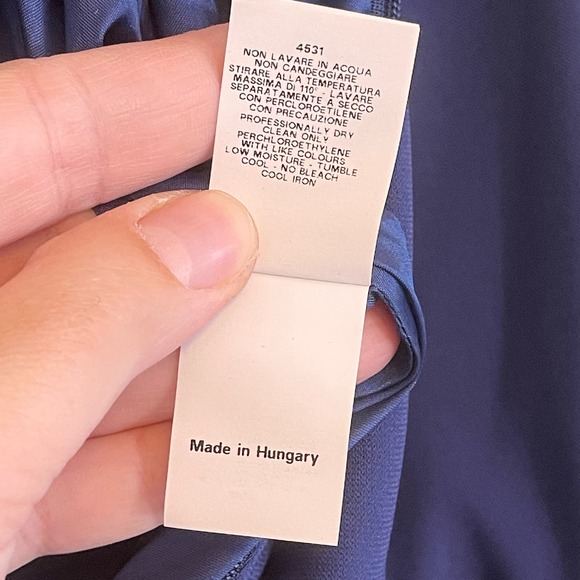 4531
NON LAVARE IN ACQUA
NON CANDEGGIARE
STIRARE ALLA TEMPERATURA
MASSIMA DI 110° - LAVARE
SEPARATAMENTE A SECCO
CON PERCLOROETILENE
CON PRECAUZIONE
PROFESSIONALLY DRY
CLEAN ONLY
PERCHLOROETHYLENE
WITH LIKE COLOURS
LOW MOISTURE - TUMBLE
COOL - NO BLEACH
COOL IRON
Made in Hungary